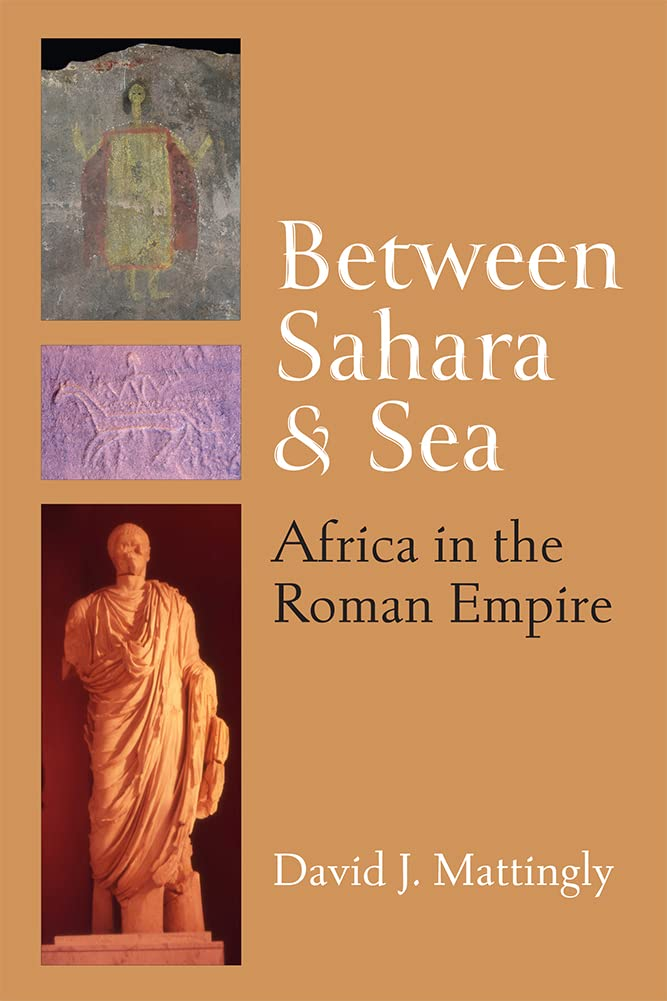 Between
Sahara
& Sea
Africa in the
Roman Empire
David J. Mattingly